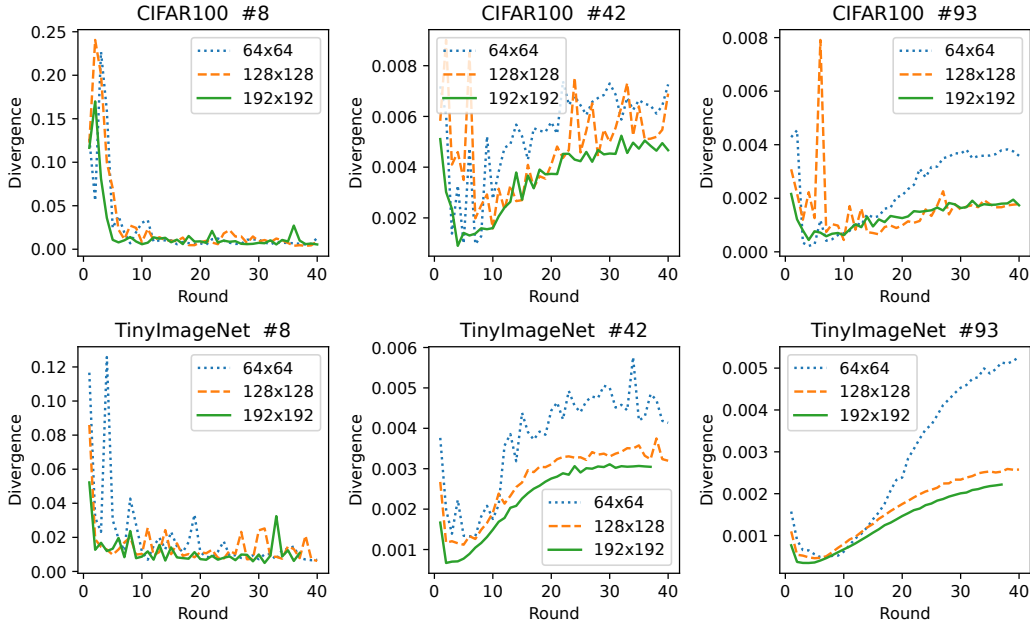 CIFAR100 #8
0.25
0.20
0.15
0.10
0.05
0.00
Divergence
64x64
128x128
192x192
0 10 20 30 40
Round
CIFAR100 #42
0.008
0.006
0.004
0.002
Divergence
64x64
128x128
192x192
0 10 20 30 40
Round
CIFAR100 #93
0.008
0.006
0.004
0.002
0.000
Divergence
64x64
128x128
192x192
0 10 20 30 40
Round
TinyImageNet #8
0.12
0.10
0.08
0.06
0.04
0.02
0.00
Divergence
64x64
128x128
192x192
0 10 20 30 40
Round
TinyImageNet #42
0.006
0.005
0.004
0.003
0.002
0.001
Divergence
64x64
128x128
192x192
0 10 20 30 40
Round
TinyImageNet #93
0.005
0.004
0.003
0.002
0.001
Divergence
64x64
128x128
192x192
0 10 20 30 40
Round